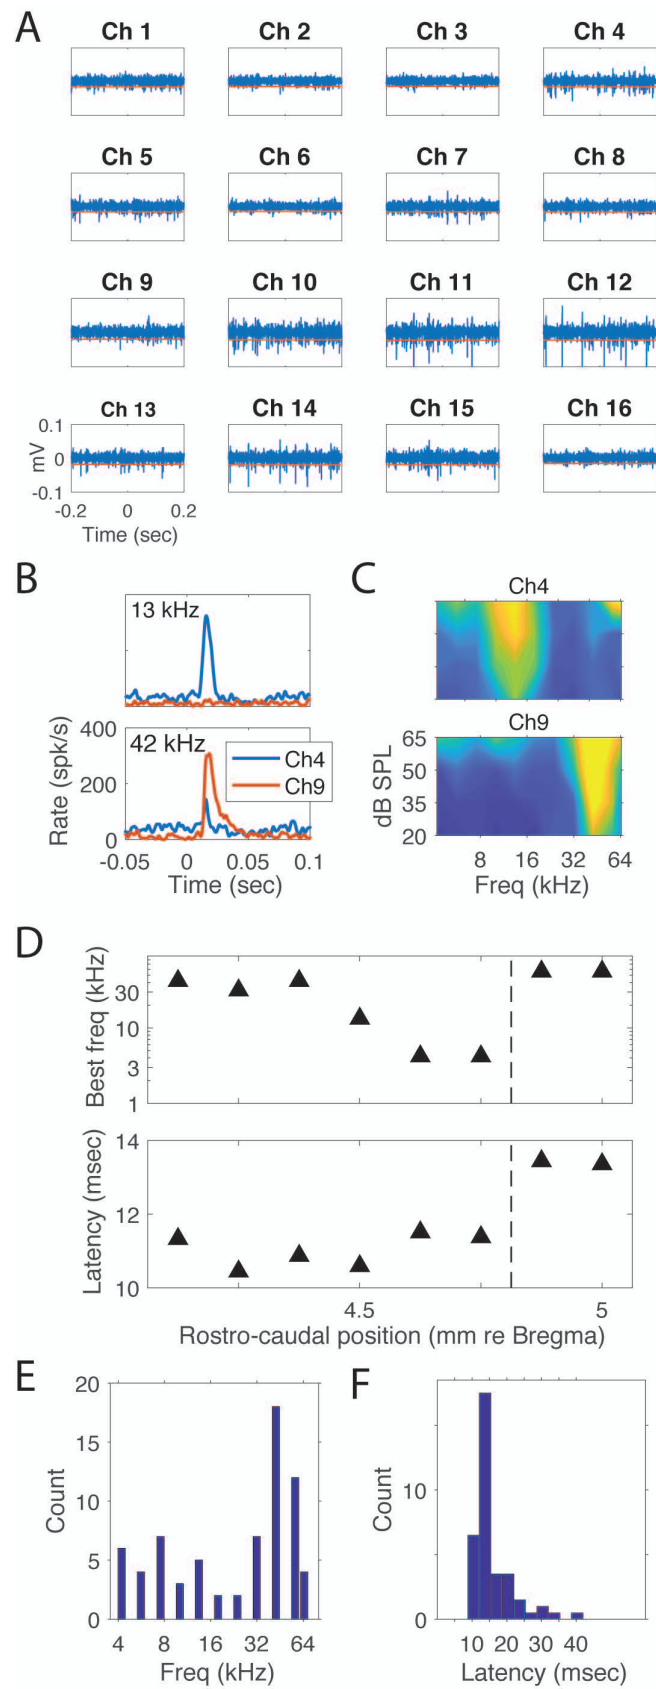 A
Ch 1 Ch 2 Ch 3 Ch 4
Ch 5 Ch 6 Ch 7 Ch 8
Ch 9 Ch 10 Ch 11 Ch 12
Ch 13 Ch 14 Ch 15 Ch 16
0.1
mV
0
-0.1
-0.2 0 0.2
Time (sec)
B
13 kHz
400
42 kHz
300
Ch4
200
Ch9
100
0
Rate (spk/s)
-0.05 0 0.05 0.1
Time (sec)
C
Ch4
Ch9
65
50
35
20
dB SPL
8 16 32 64
Freq (kHz)
D
Best freq (kHz)
30
10
3
1
Latency (msec)
14
12
10
4.5 5
Rostro-caudal position (mm re Bregma)
E
20
15
10
5
0
Count
4 8 16 32 64
Freq (kHz)
F
10
0
Count
10 20 30 40
Latency (msec)